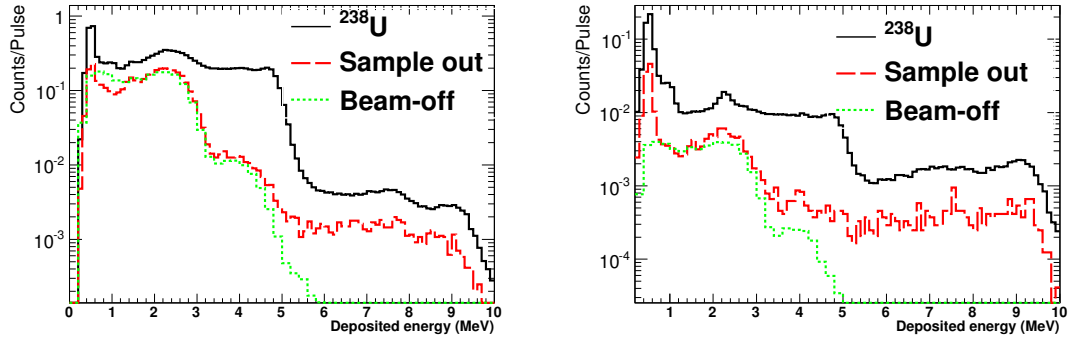 Counts/Pulse
1
10⁻¹
10⁻²
10⁻³
²³⁸U
Sample out
Beam-off
0 1 2 3 4 5 6 7 8 9 10
Deposited energy (MeV)
Counts/Pulse
10⁻¹
10⁻²
10⁻³
10⁻⁴
²³⁸U
Sample out
Beam-off
1 2 3 4 5 6 7 8 9 10
Deposited energy (MeV)